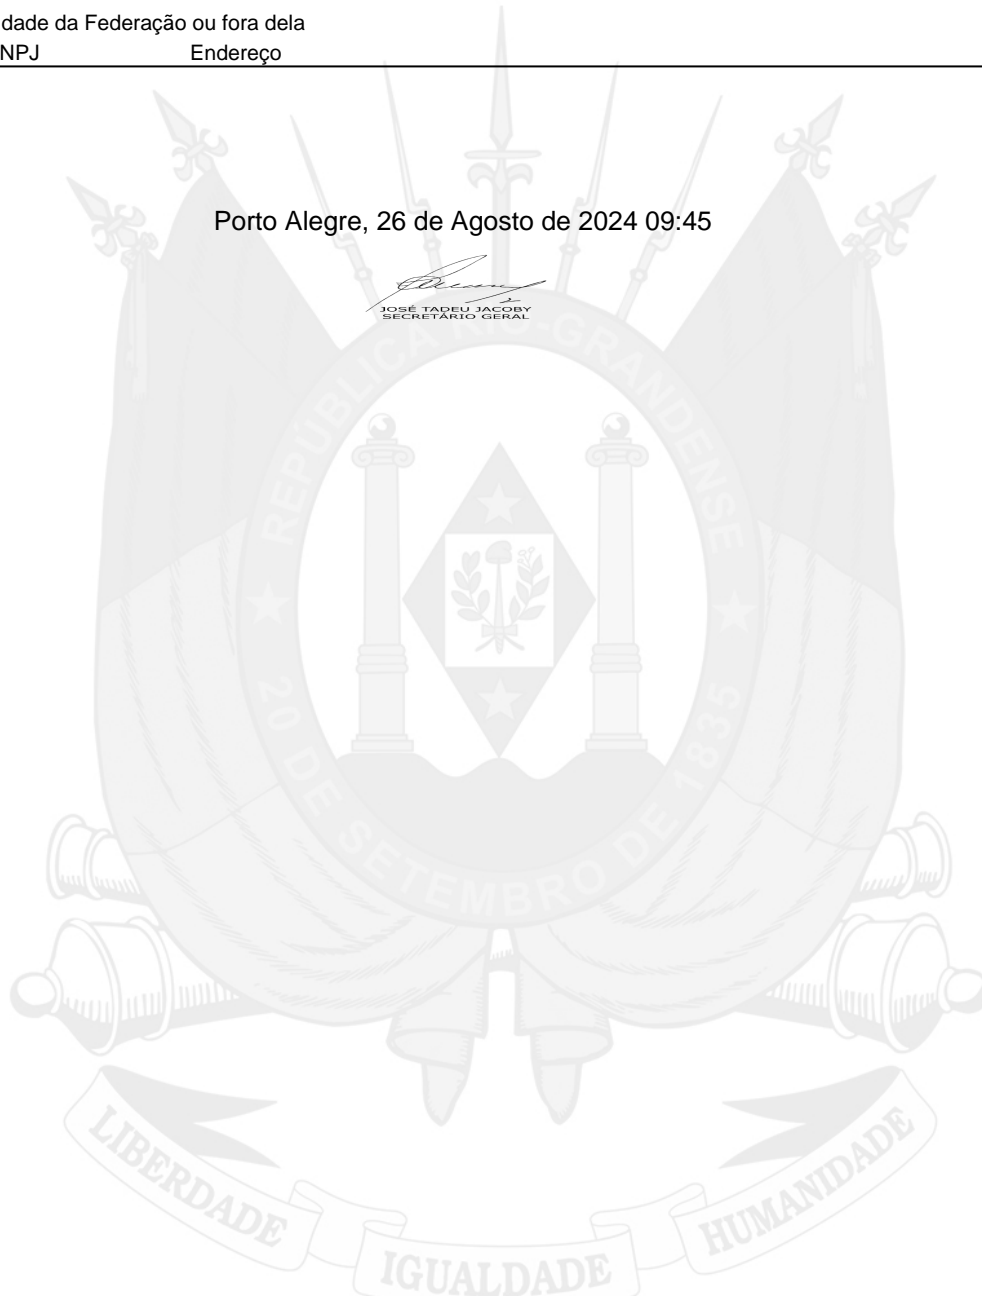 dade da Federação ou fora dela
NPJ Endereço
Porto Alegre, 26 de Agosto de 2024 09:45
JOSÉ TADEU JACOBY
SECRETÁRIO GERAL
REPÚBLICA RIO-GRANDENSE
20 DE SETEMBRO DE 1835
LIBERDADE
IGUALDADE
HUMANIDADE